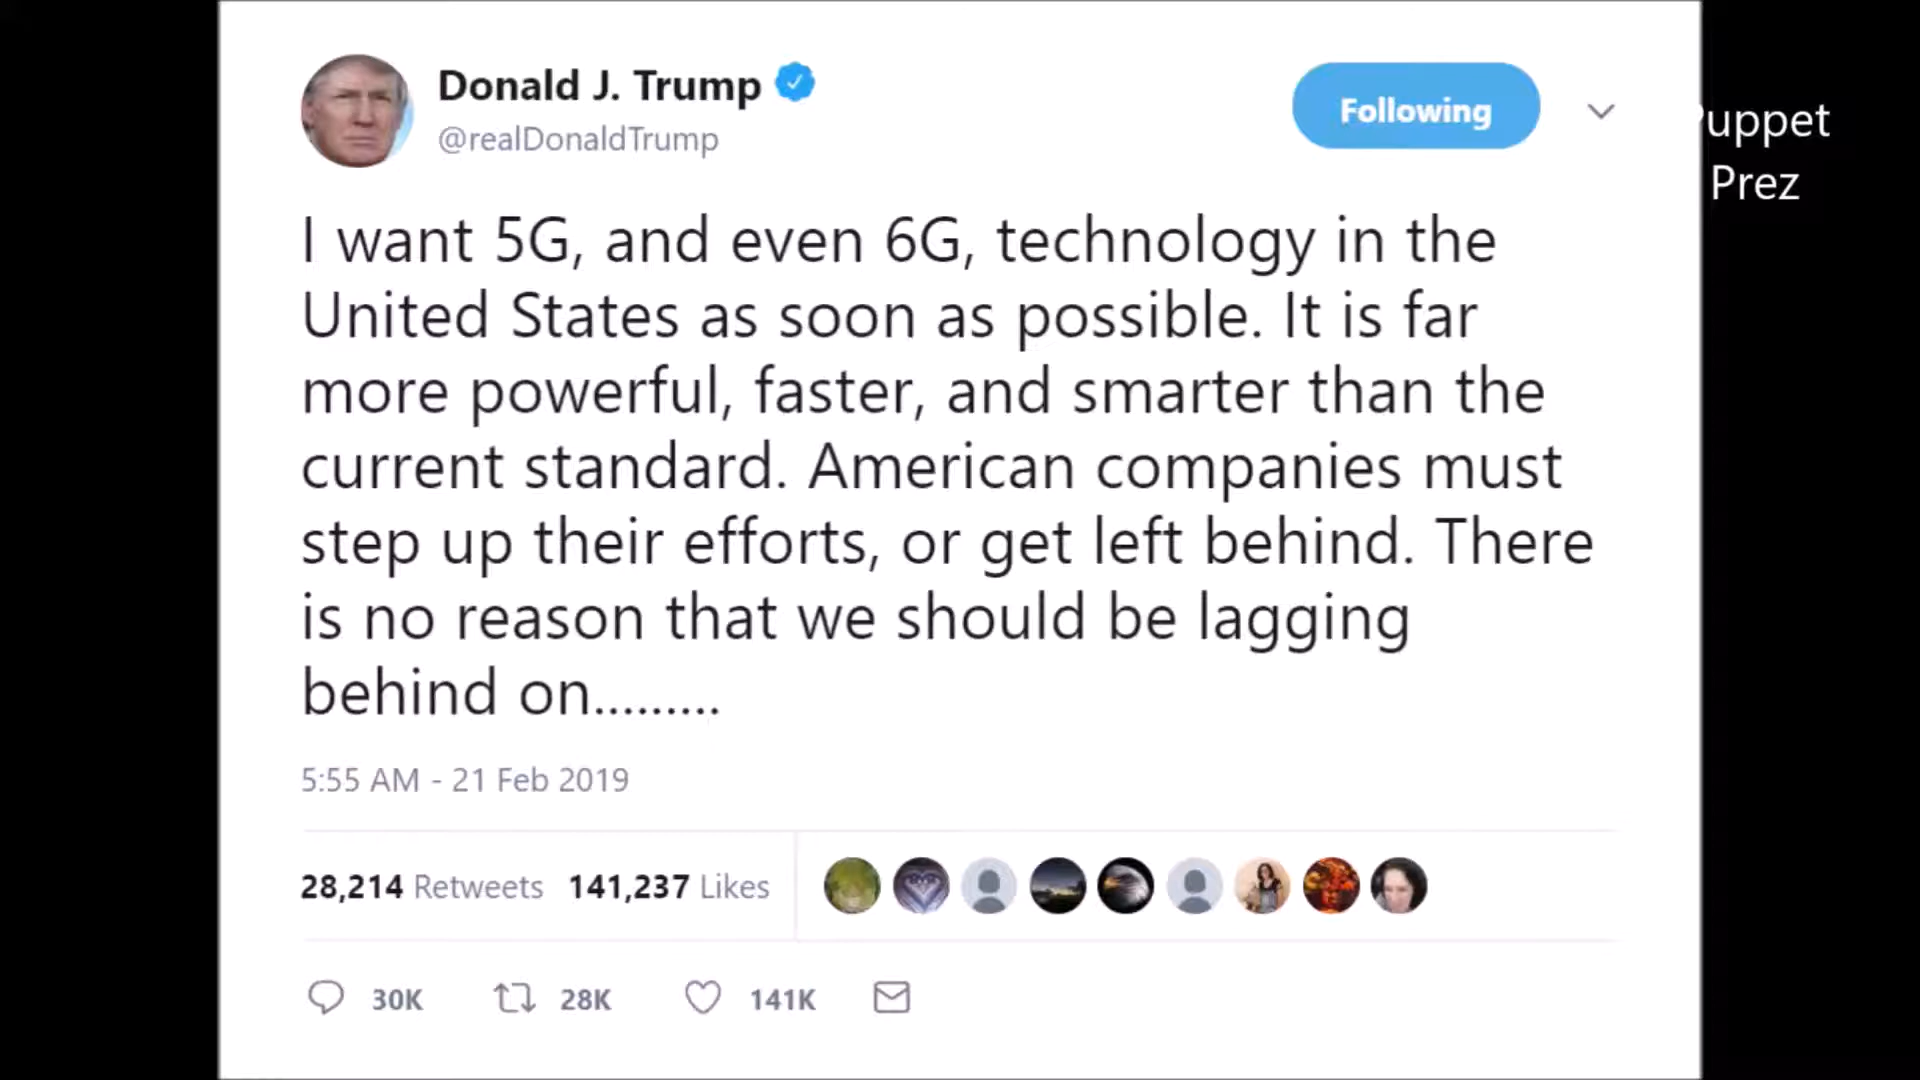 Donald J. Trump
@realDonaldTrump
Following
uppet
Prez
I want 5G, and even 6G, technology in the
United States as soon as possible. It is far
more powerful, faster, and smarter than the
current standard. American companies must
step up their efforts, or get left behind. There
is no reason that we should be lagging
behind on.........
5:55 AM - 21 Feb 2019
28,214 Retweets 141,237 Likes
30K 28K 141K